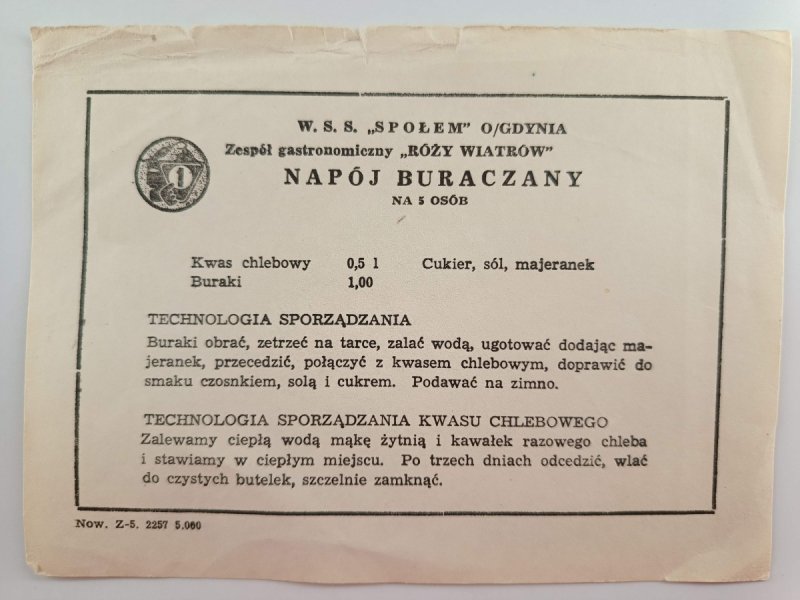 W. S. S. „SPOŁEM" O/GDYNIA
Zespół gastronomiczny „RÓŻY WIATRÓW"
NAPÓJ BURACZANY
NA 5 OSÓB
Kwas chlebowy 0,5 l Cukier, sól, majeranek
Buraki 1,00
TECHNOLOGIA SPORZĄDZANIA
Buraki obrać, zetrzeć na tarce, zalać wodą, ugotować dodając ma-
jeranek, przecedzić, połączyć z kwasem chlebowym, doprawić do
smaku czosnkiem, solą i cukrem. Podawać na zimno.
TECHNOLOGIA SPORZĄDZANIA KWASU CHLEBOWEGO
Zalewamy ciepłą wodą mąkę żytnią i kawałek razowego chleba
i stawiamy w ciepłym miejscu. Po trzech dniach odcedzić, wlać
do czystych butelek, szczelnie zamknąć.
Now. Z-5. 2257 5.000